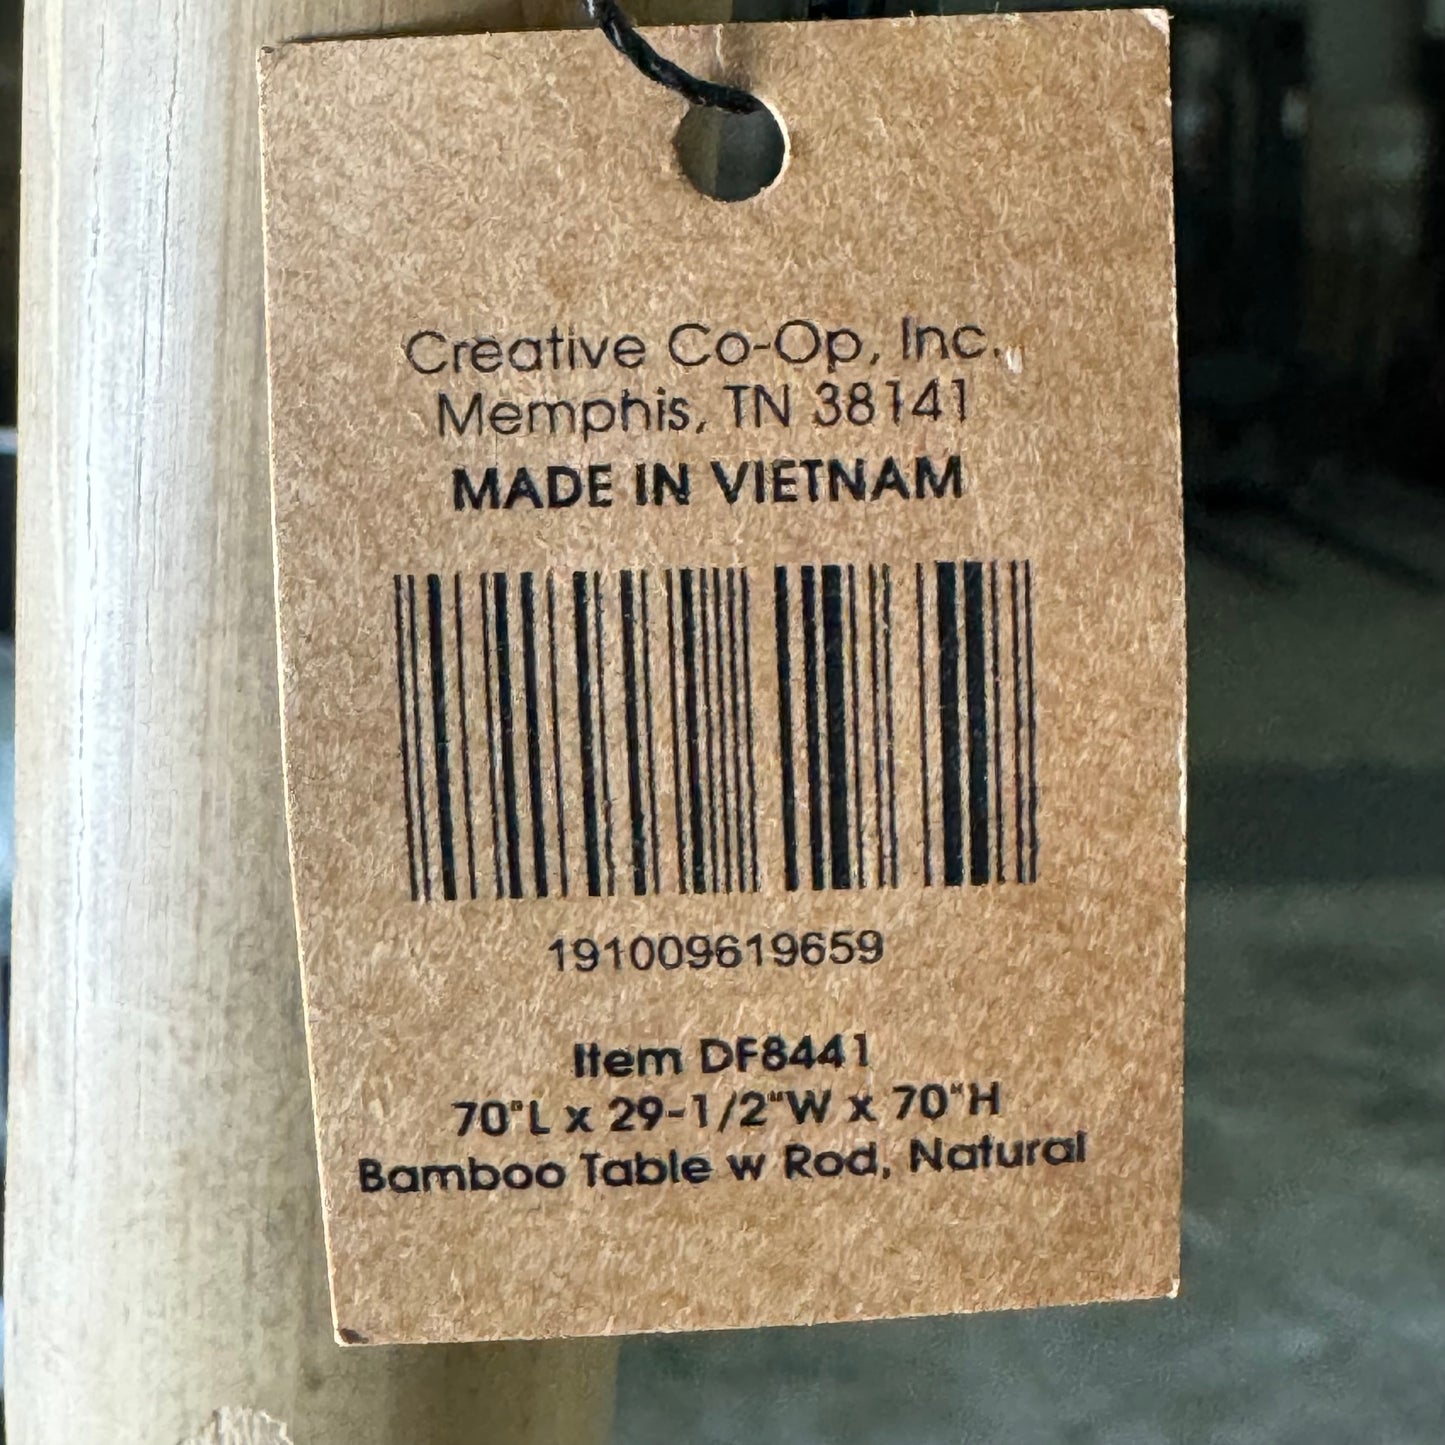 Creative Co-Op, Inc.
Memphis, TN 38141
MADE IN VIETNAM
191009619659
Item DF8441
70"L x 29-1/2"W x 70"H
Bamboo Table w Rod, Natural